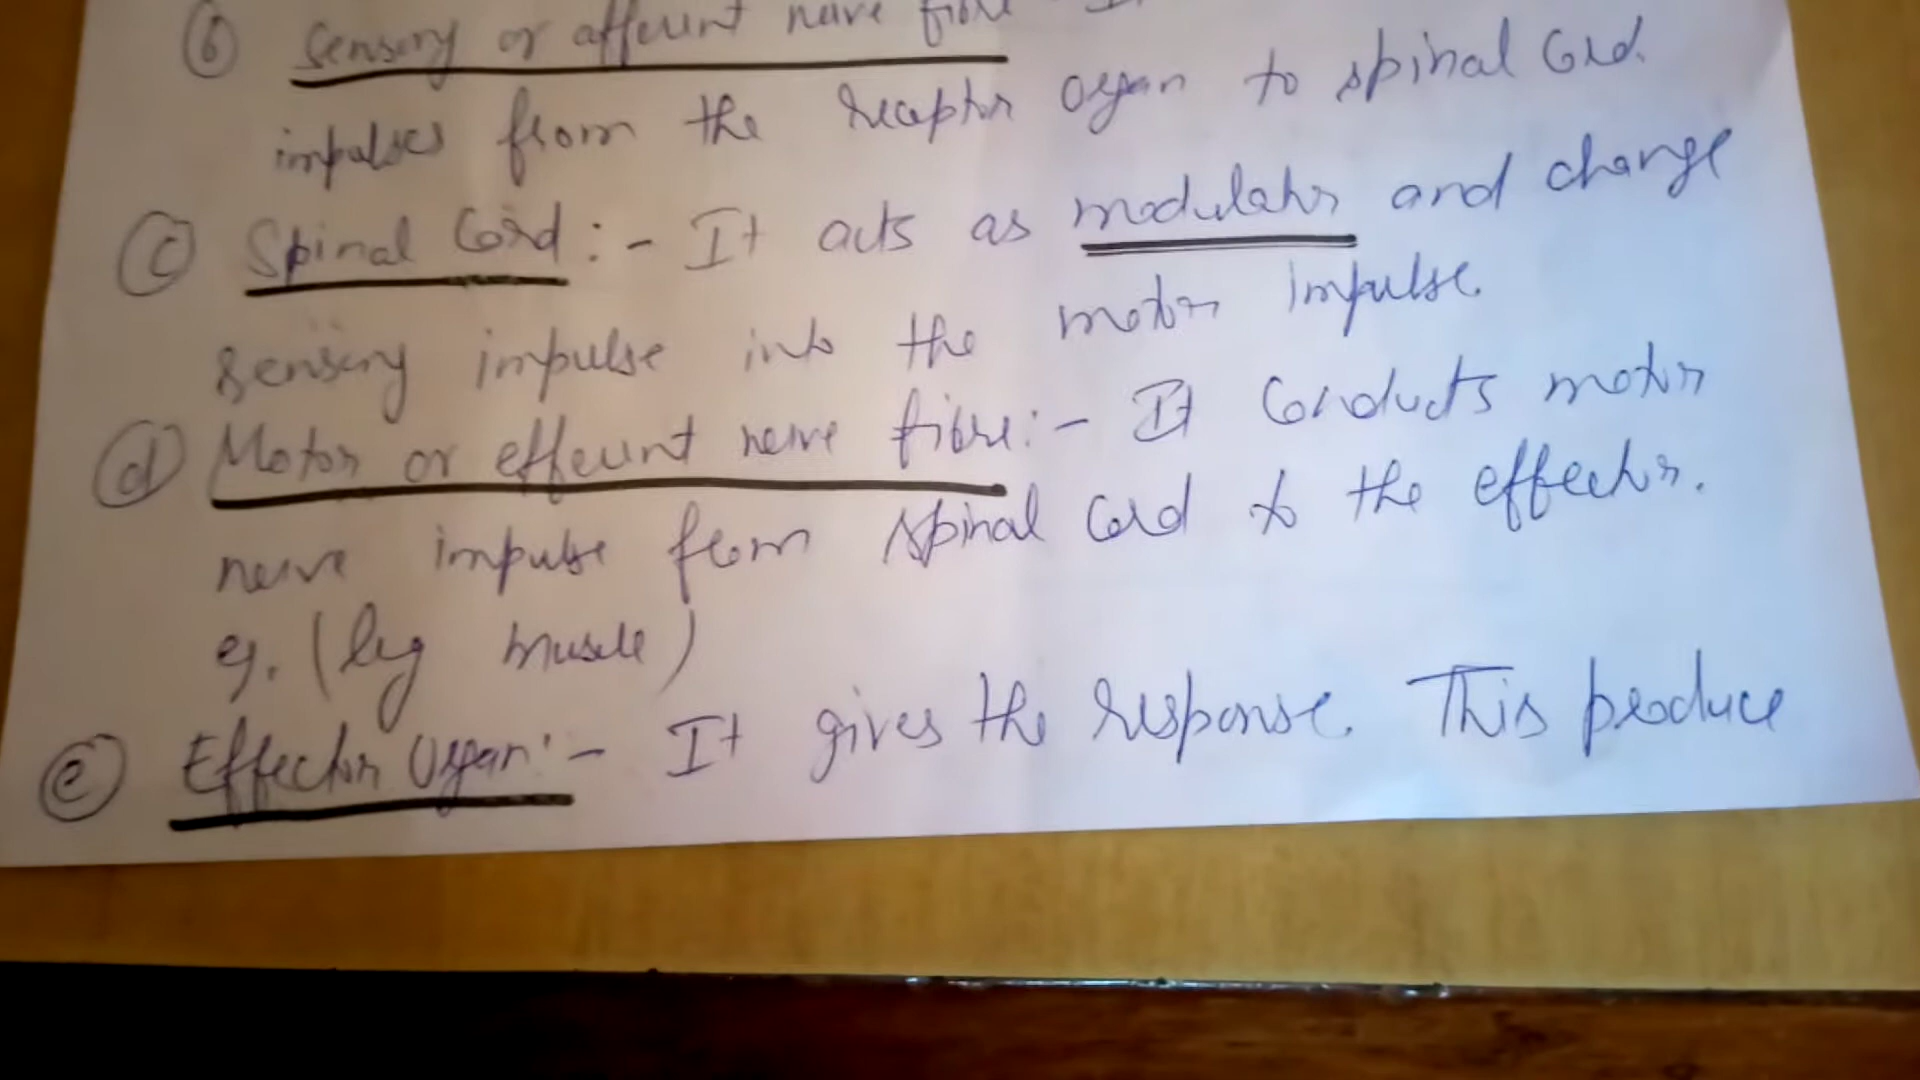 (b) Sensory or afferent nerve fibre It
impulses from the receptor organ to spinal cord.
(c) Spinal Cord :- It acts as modulator and change
sensory impulse into the motor impulse.
(d) Motor or efferent nerve fibre :- It conducts motor
nerve impulse from spinal cord to the effector.
eg. (leg muscle)
(e) Effector Organ :- It gives the response. This produce